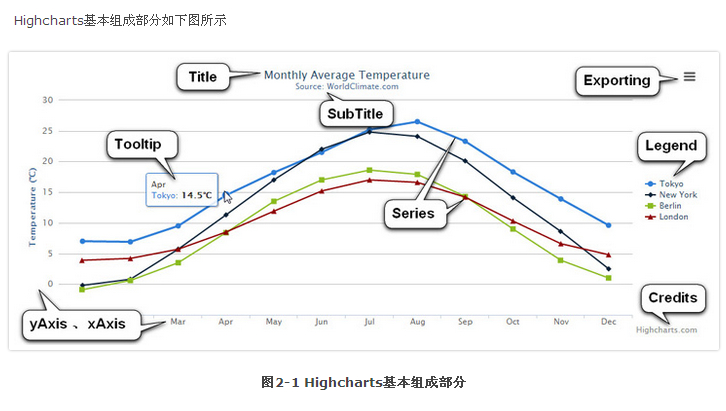 Highcharts基本组成部分如下图所示
Title
Monthly Average Temperature
Source: WorldClimate.com
Exporting
SubTitle
30
25
20
15
10
5
0
Temperature (℃)
Tooltip
Apr
Tokyo: 14.5℃
Series
Legend
Tokyo
New York
Berlin
London
Credits
Highcharts.com
yAxis 、xAxis
Mar
Apr
May
Jun
Jul
Aug
Sep
Oct
Nov
Dec
图2-1 Highcharts基本组成部分